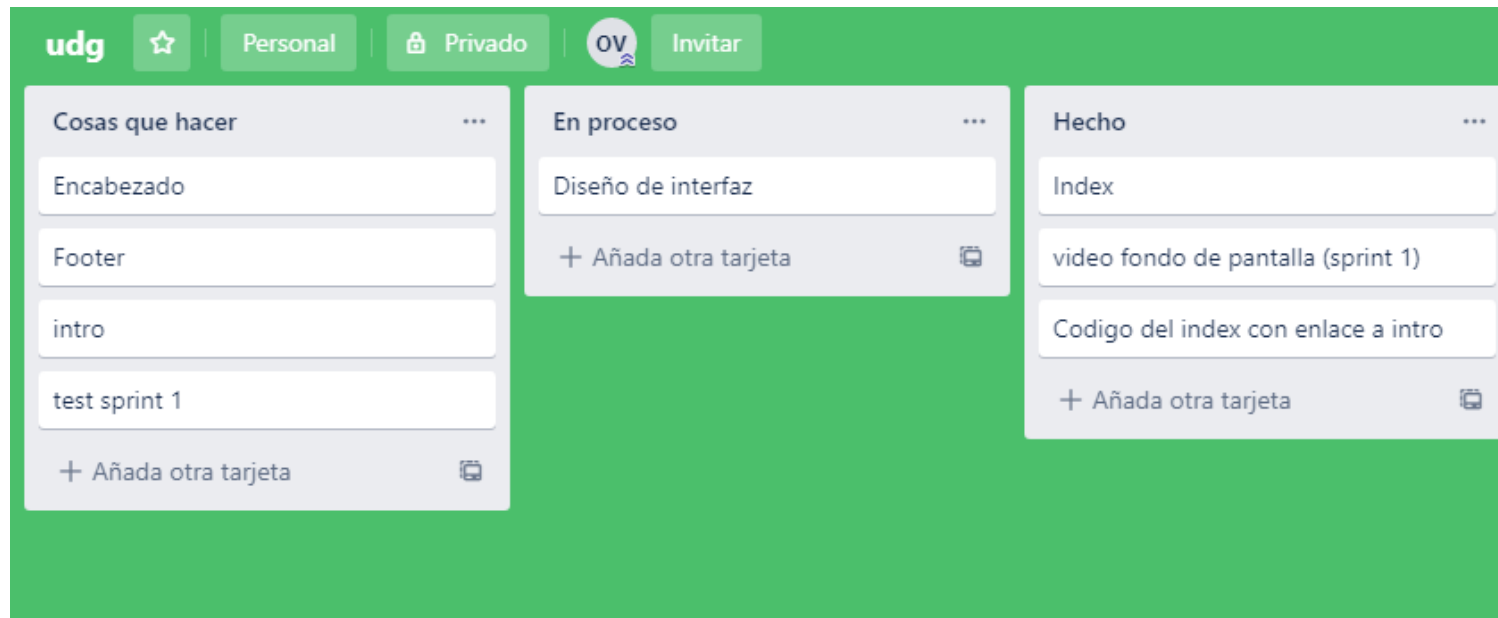 udg Personal Privado OV Invitar
Cosas que hacer
Encabezado
Footer
intro
test sprint 1
+ Añada otra tarjeta
En proceso
Diseño de interfaz
+ Añada otra tarjeta
Hecho
Index
video fondo de pantalla (sprint 1)
Codigo del index con enlace a intro
+ Añada otra tarjeta